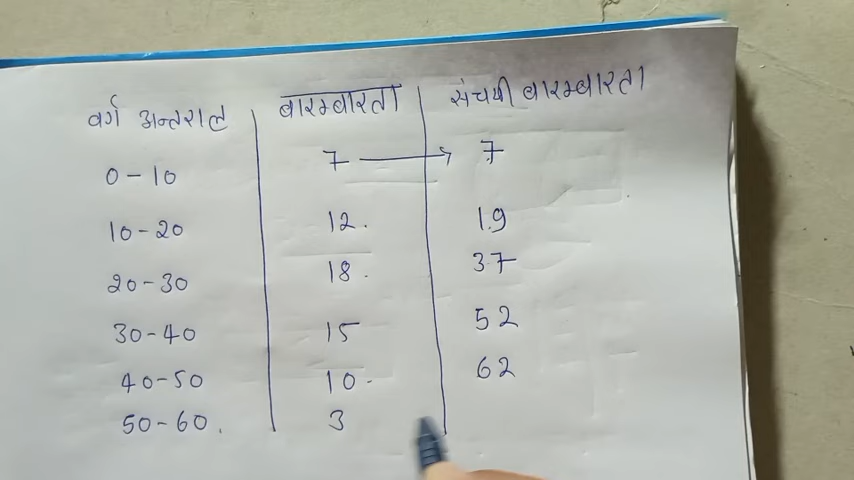 वर्ग अन्तराल बारम्बारता संचयी बारम्बारता
0-10 7 → 7
10-20 12. 19
20-30 18. 37
30-40 15 52
40-50 10. 62
50-60. 3